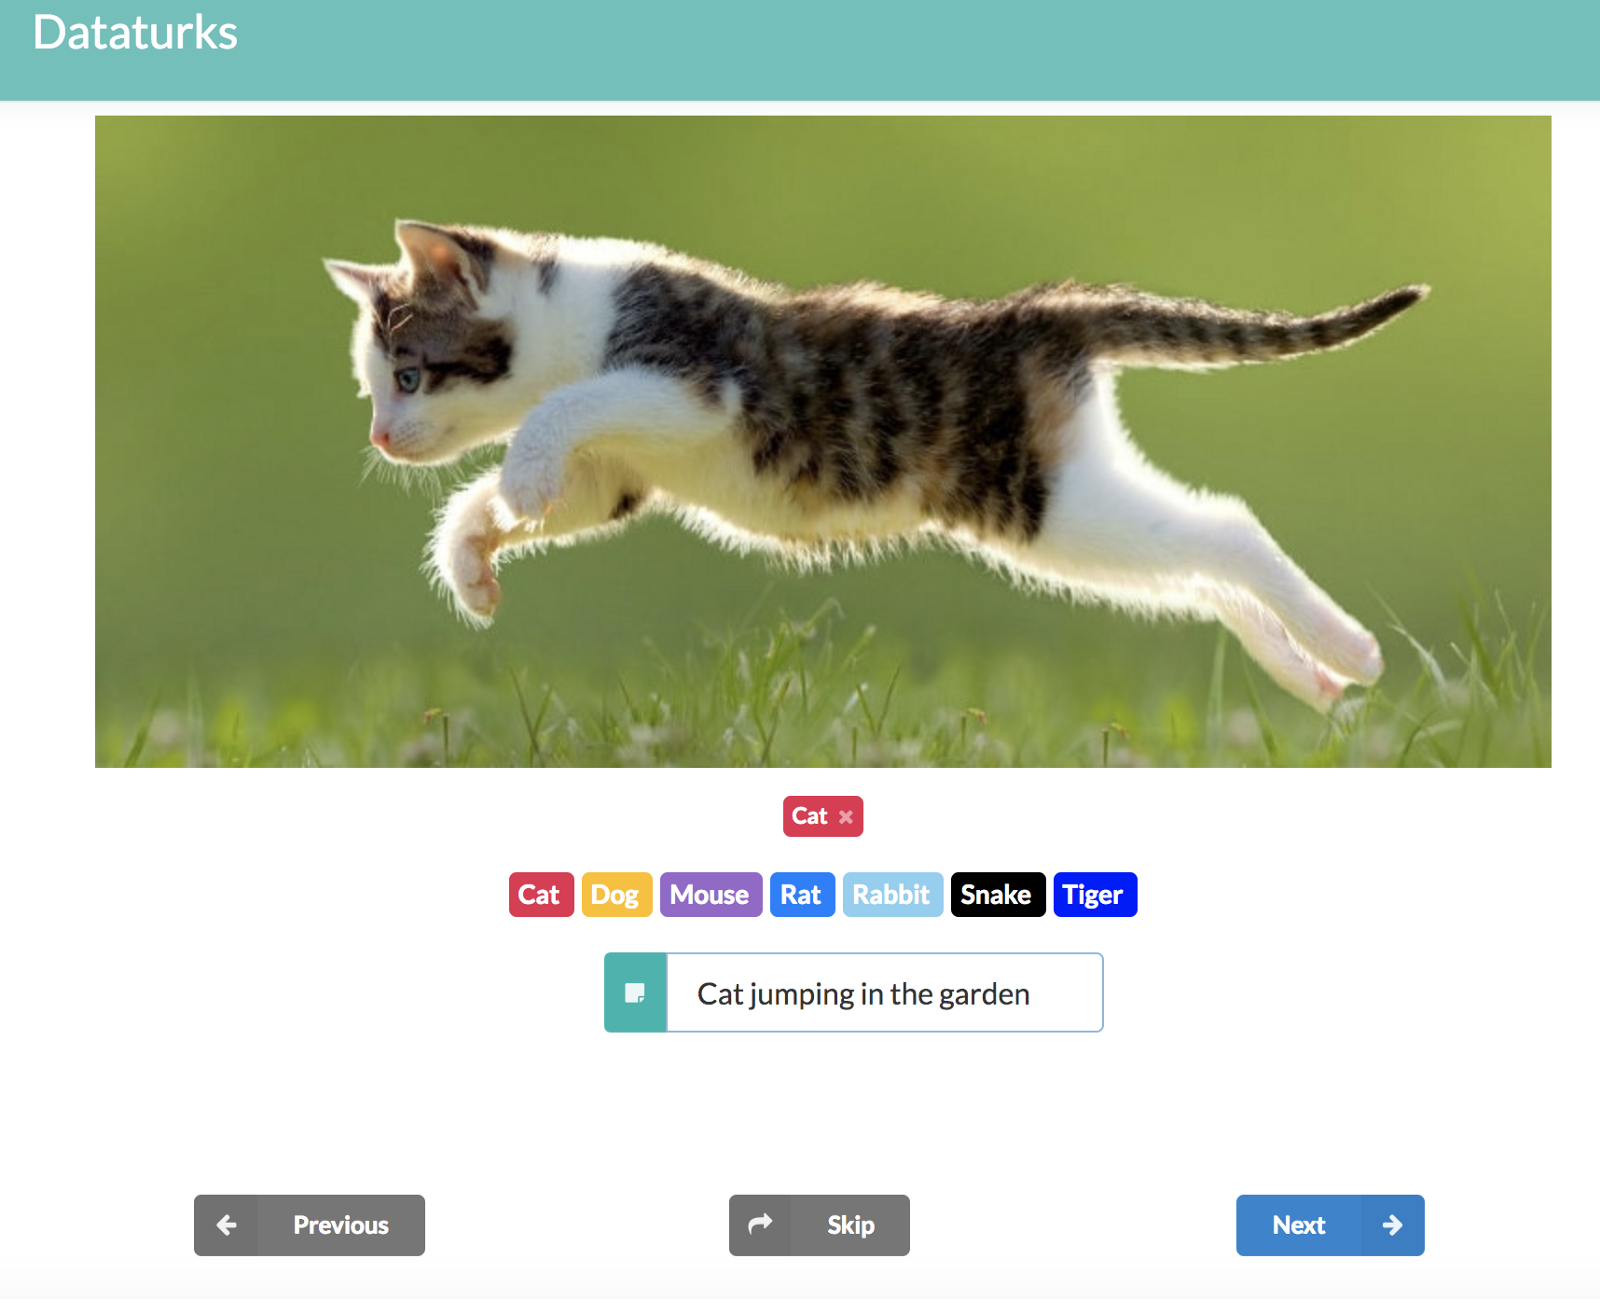 Dataturks
Cat ×
Cat Dog Mouse Rat Rabbit Snake Tiger
Cat jumping in the garden
Previous Skip Next